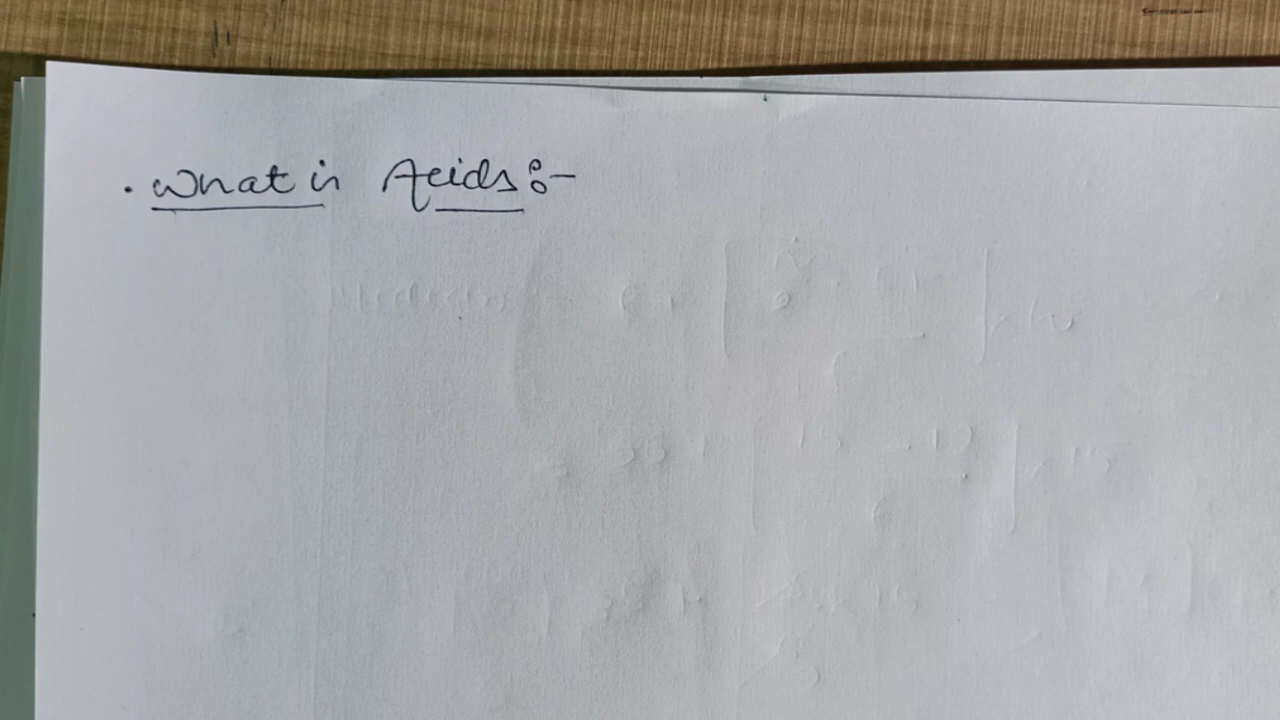 . What is Acids :-